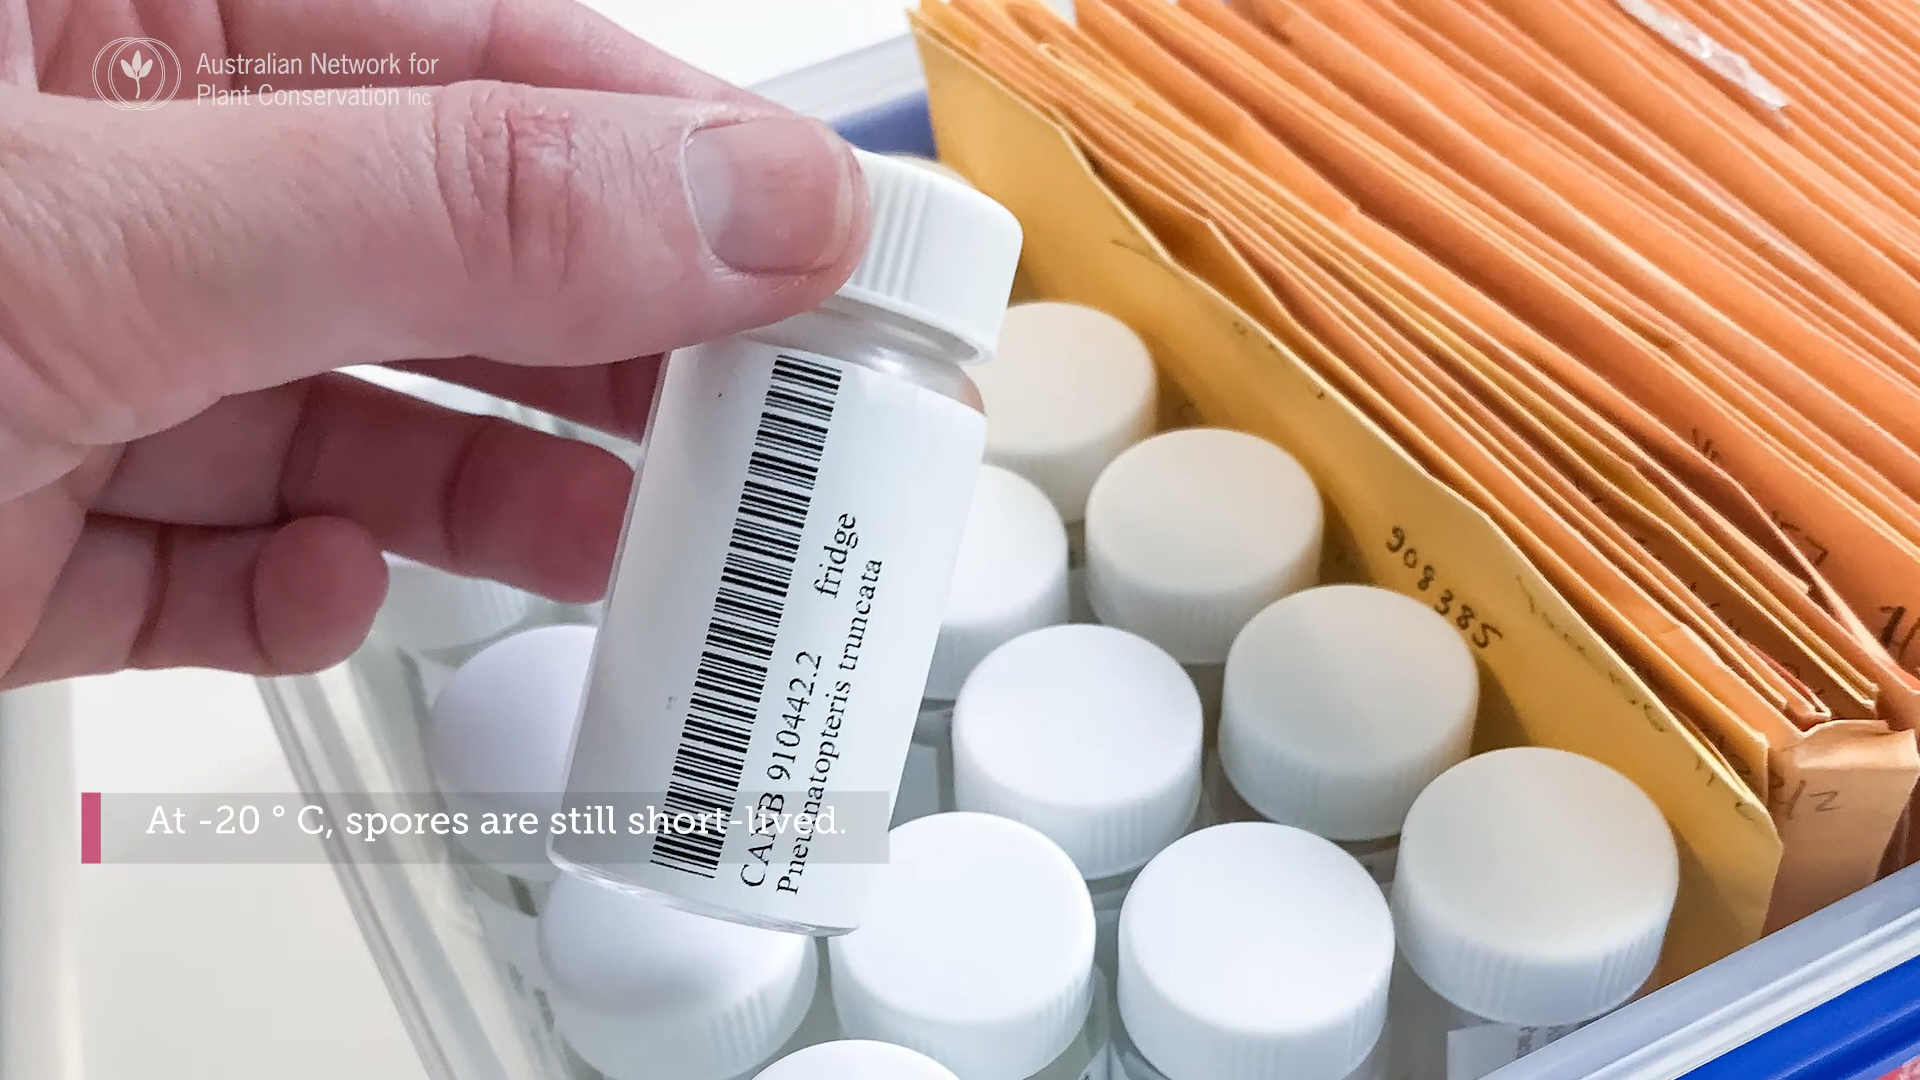 Australian Network for
Plant Conservation Inc
CANB 910442.2 fridge
Pneumatopteris truncata
908385
At -20 ° C, spores are still short-lived.